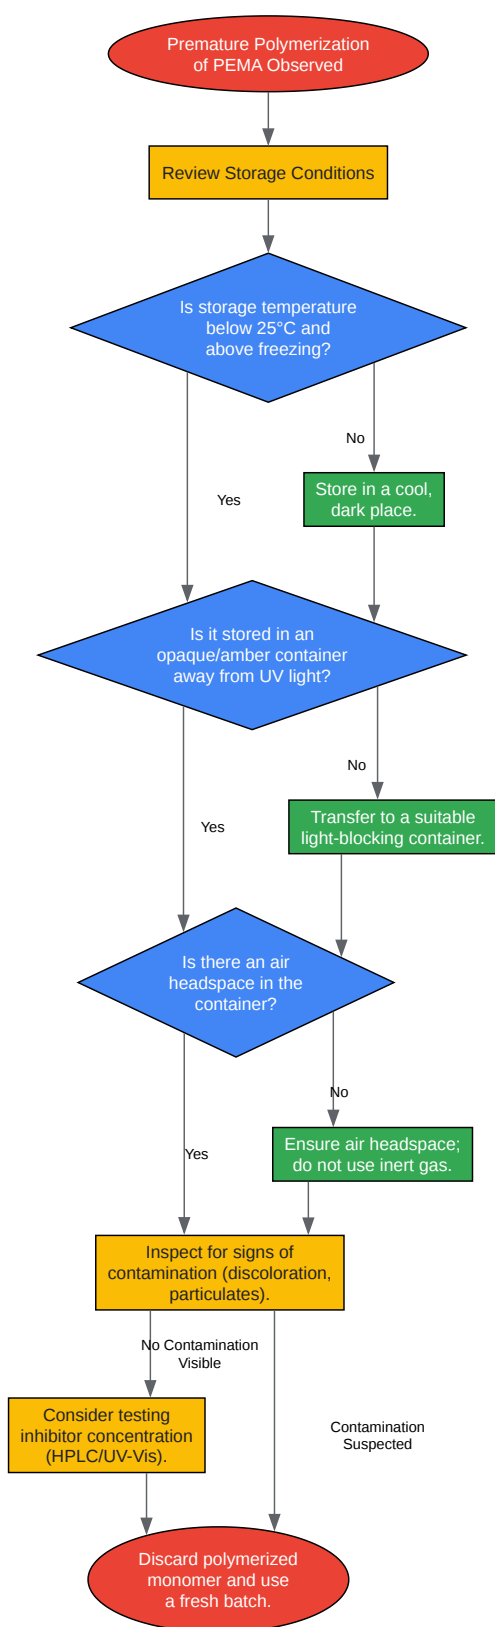 Premature Polymerization
of PEMA Observed
Review Storage Conditions
Is storage temperature
below 25°C and
above freezing?
No
Yes
Store in a cool,
dark place.
Is it stored in an
opaque/amber container
away from UV light?
No
Yes
Transfer to a suitable
light-blocking container.
Is there an air
headspace in the
container?
No
Yes
Ensure air headspace;
do not use inert gas.
Inspect for signs of
contamination (discoloration,
particulates).
No Contamination
Visible
Contamination
Suspected
Consider testing
inhibitor concentration
(HPLC/UV-Vis).
Discard polymerized
monomer and use
a fresh batch.